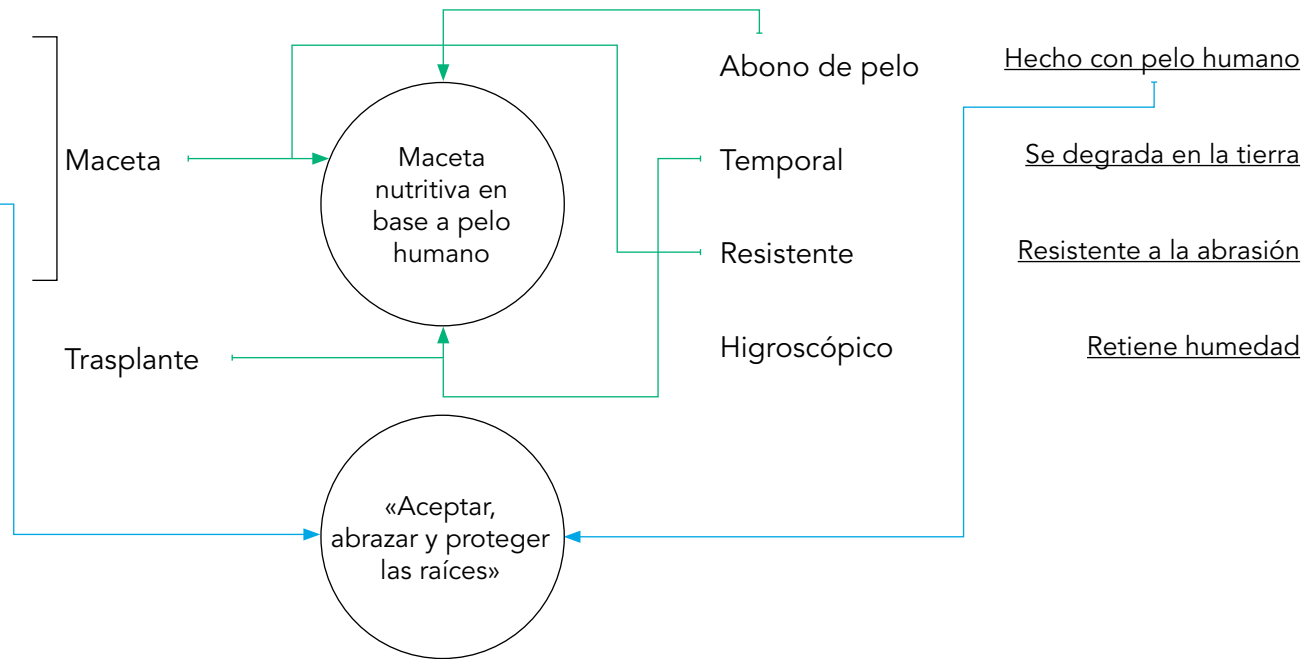 Abono de pelo
Hecho con pelo humano
Maceta
Maceta
nutritiva en
base a pelo
humano
Temporal
Se degrada en la tierra
Resistente
Resistente a la abrasión
Trasplante
Higroscópico
Retiene humedad
«Aceptar,
abrazar y proteger
las raíces»